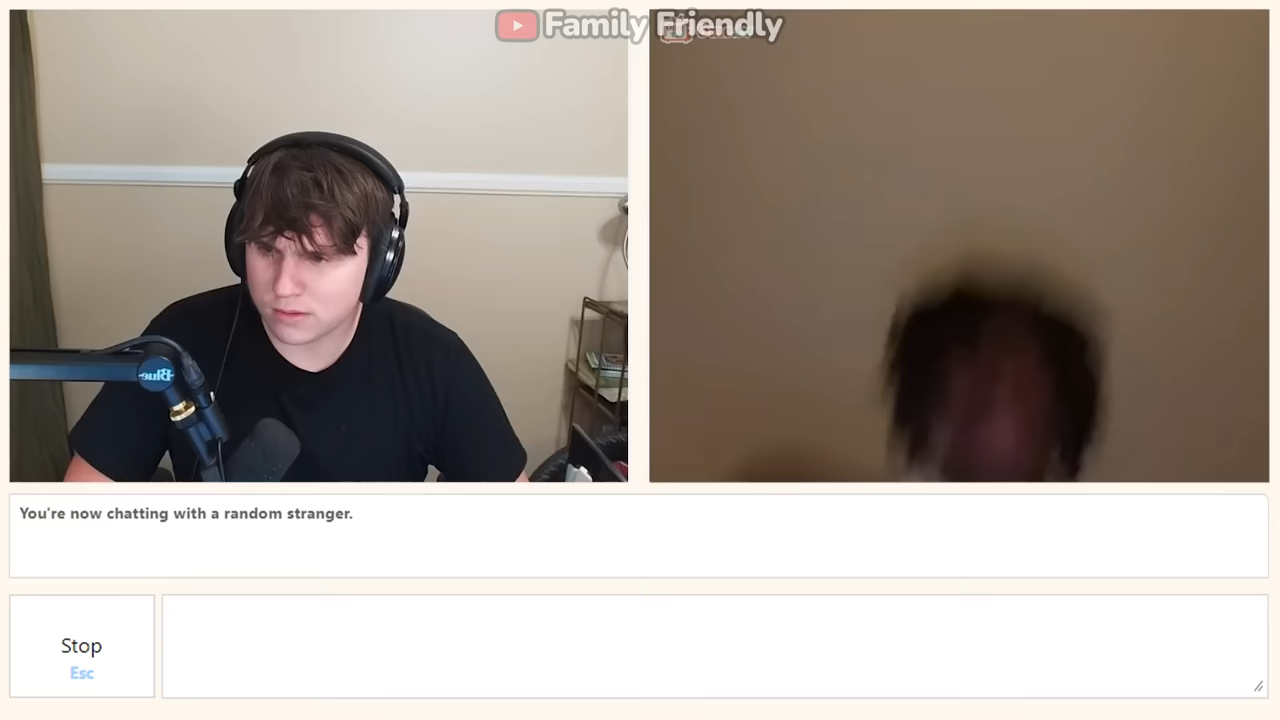 Family Friendly
Blue
You're now chatting with a random stranger.
Stop
Esc